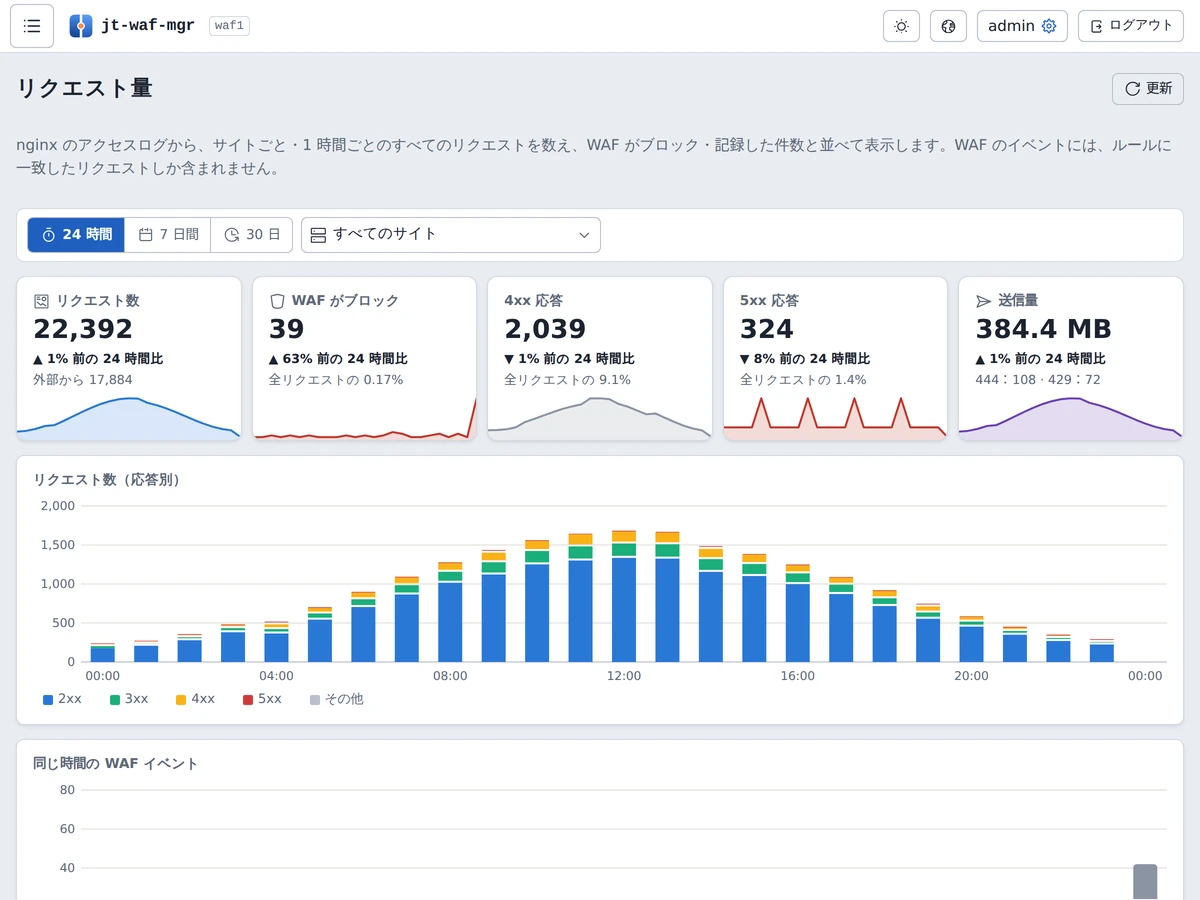 jt-waf-mgr
waf1
admin
ログアウト
リクエスト量
更新
nginx のアクセスログから、サイトごと・1 時間ごとのすべてのリクエストを数え、WAF がブロック・記録した件数と並べて表示します。WAF のイベントには、ルールに
一致したリクエストしか含まれません。
24 時間
7 日間
30 日
すべてのサイト
リクエスト数
22,392
▲ 1% 前の 24 時間比
外部から 17,884
WAF がブロック
39
▲ 63% 前の 24 時間比
全リクエストの 0.17%
4xx 応答
2,039
▼ 1% 前の 24 時間比
全リクエストの 9.1%
5xx 応答
324
▼ 8% 前の 24 時間比
全リクエストの 1.4%
送信量
384.4 MB
▲ 1% 前の 24 時間比
444：108 · 429：72
リクエスト数（応答別）
2,000
1,500
1,000
500
0
00:00
04:00
08:00
12:00
16:00
20:00
00:00
2xx
3xx
4xx
5xx
その他
同じ時間の WAF イベント
80
60
40